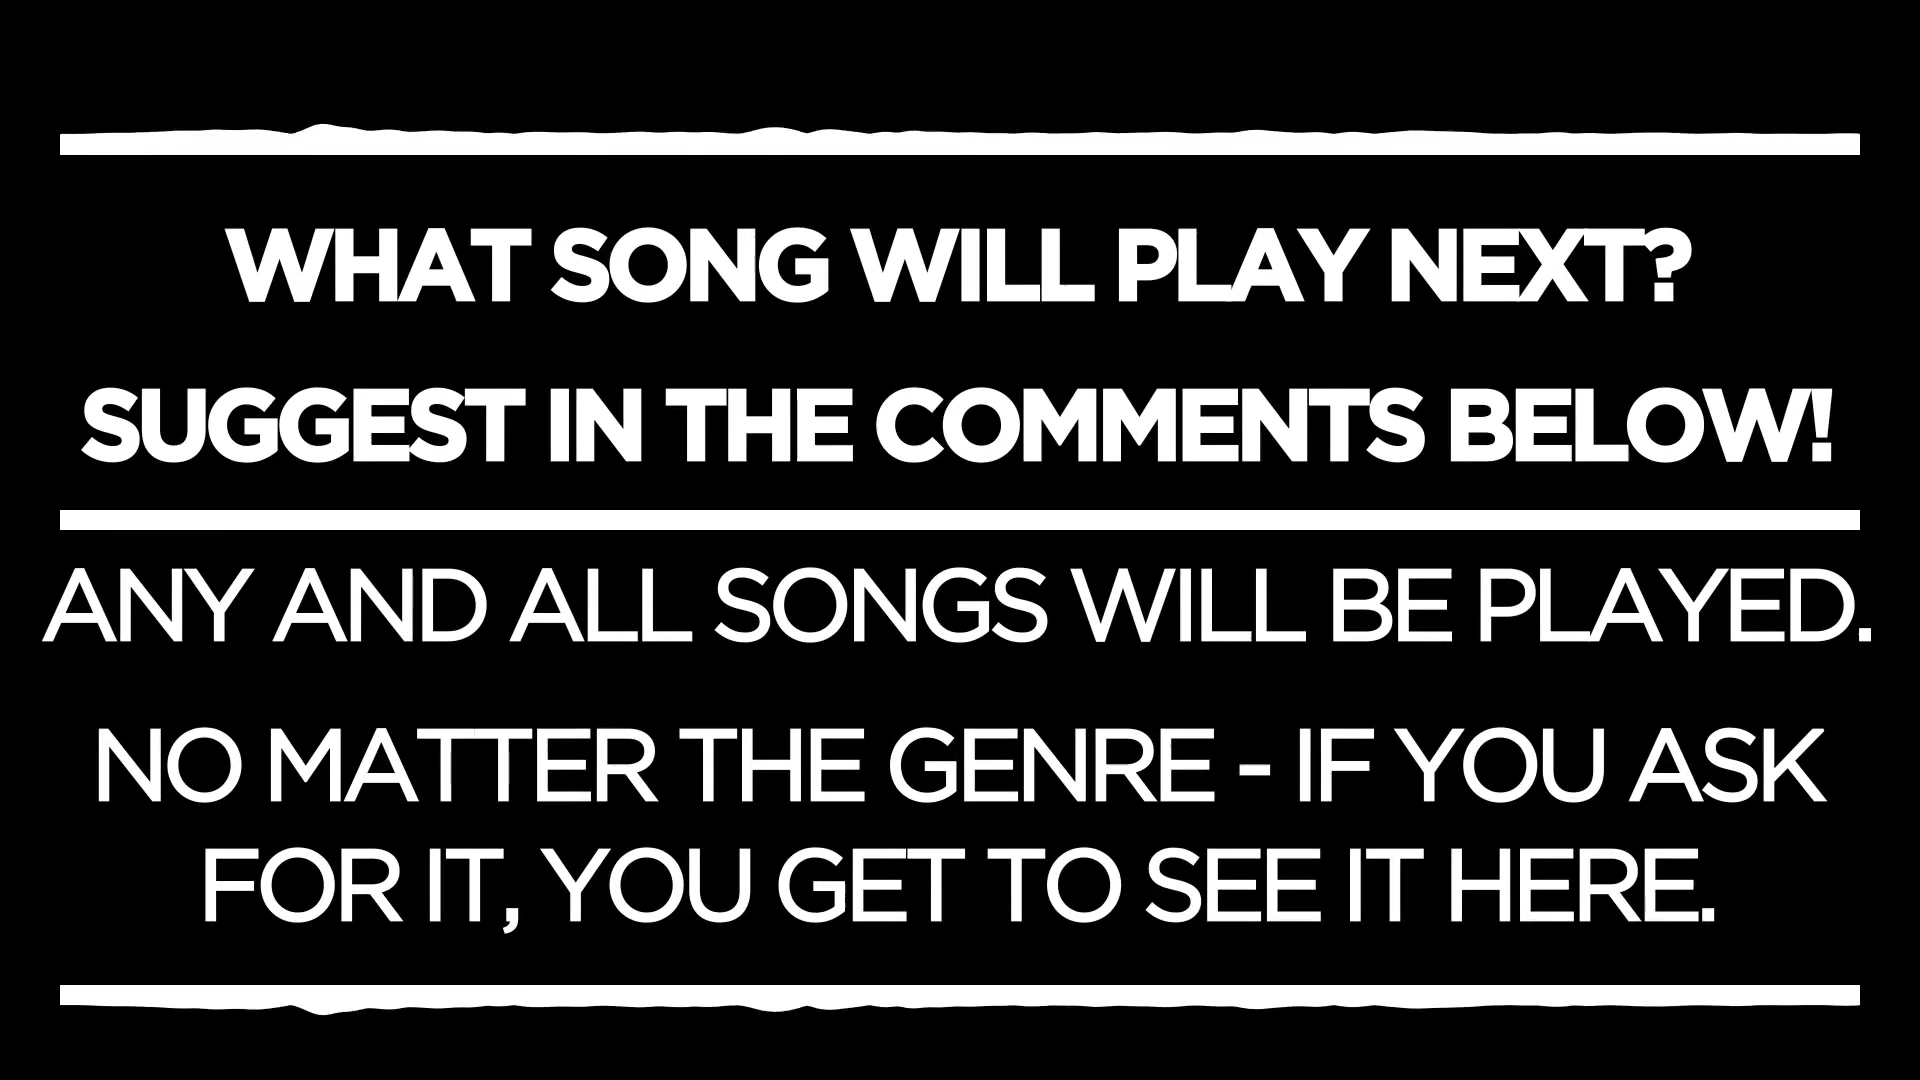 WHAT SONG WILL PLAY NEXT?
SUGGEST IN THE COMMENTS BELOW!
ANY AND ALL SONGS WILL BE PLAYED.
NO MATTER THE GENRE - IF YOU ASK
FOR IT, YOU GET TO SEE IT HERE.